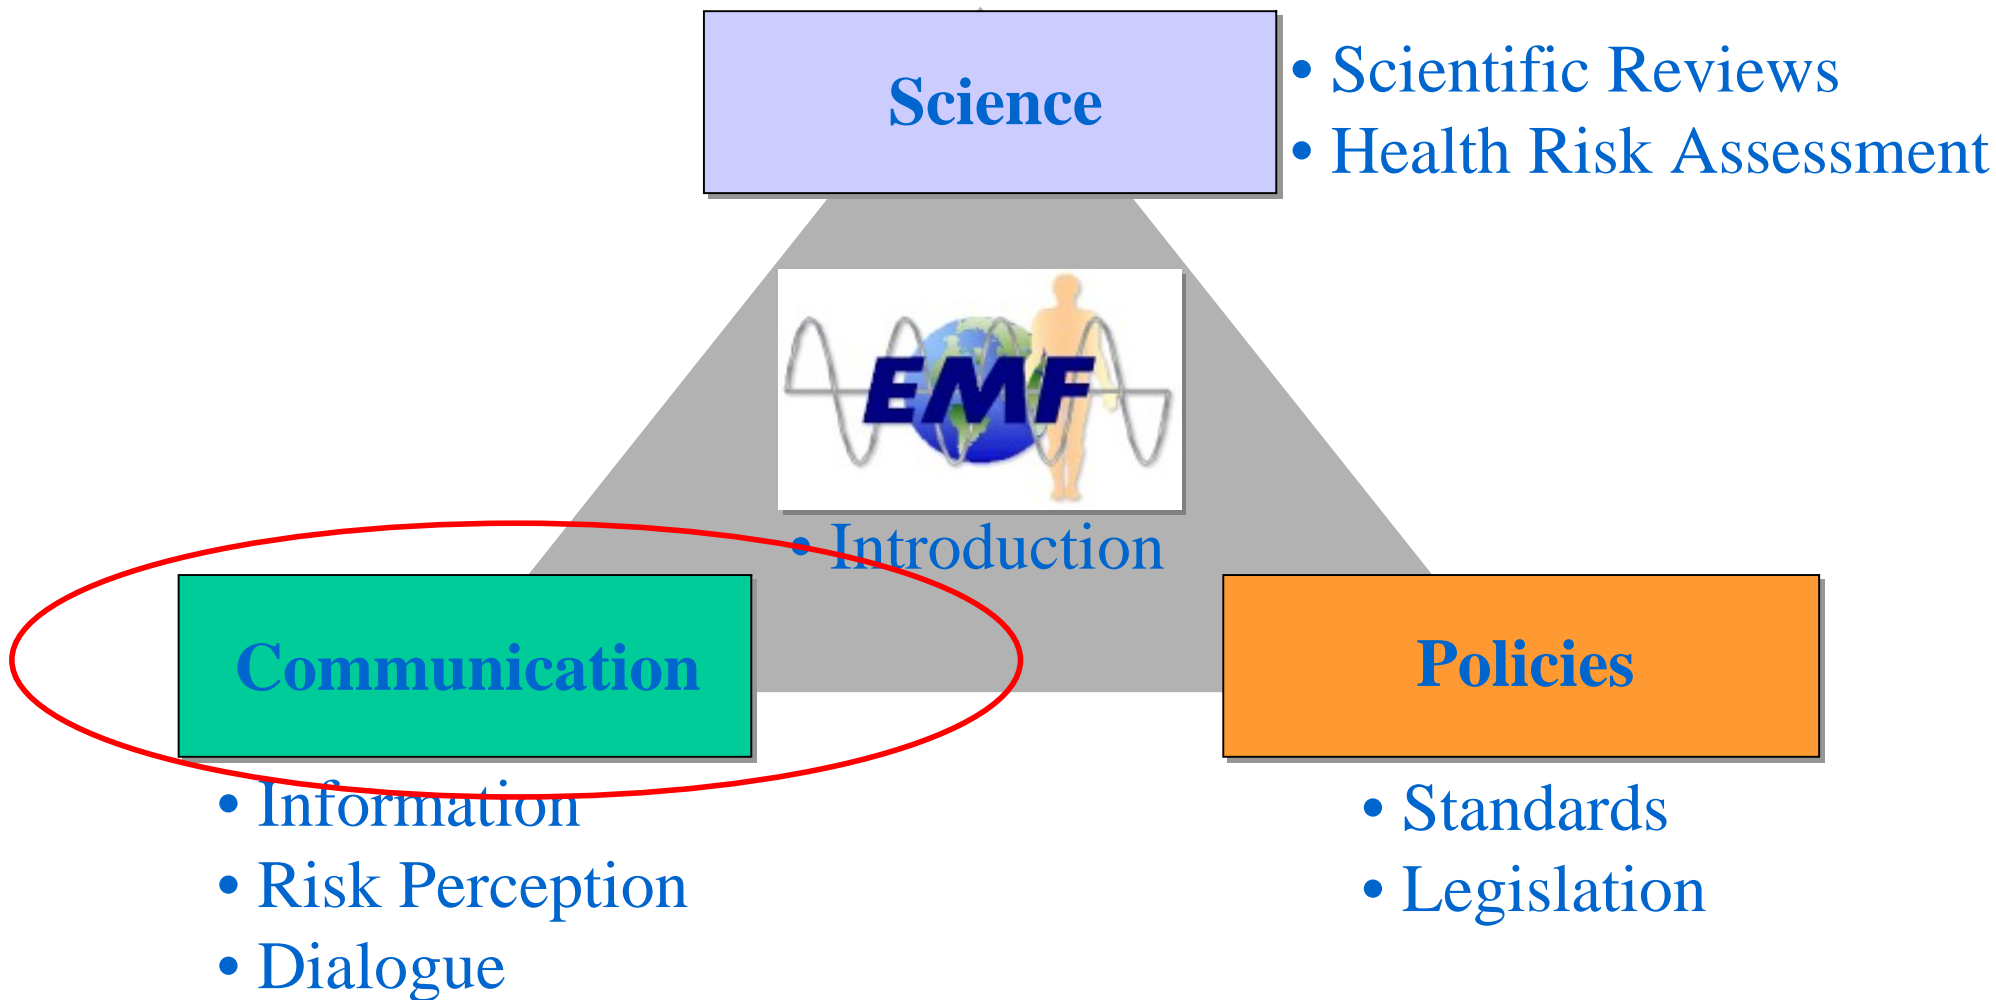 Science
• Scientific Reviews
• Health Risk Assessment
EMF
• Introduction
Communication
Policies
• Information
• Risk Perception
• Dialogue
• Standards
• Legislation